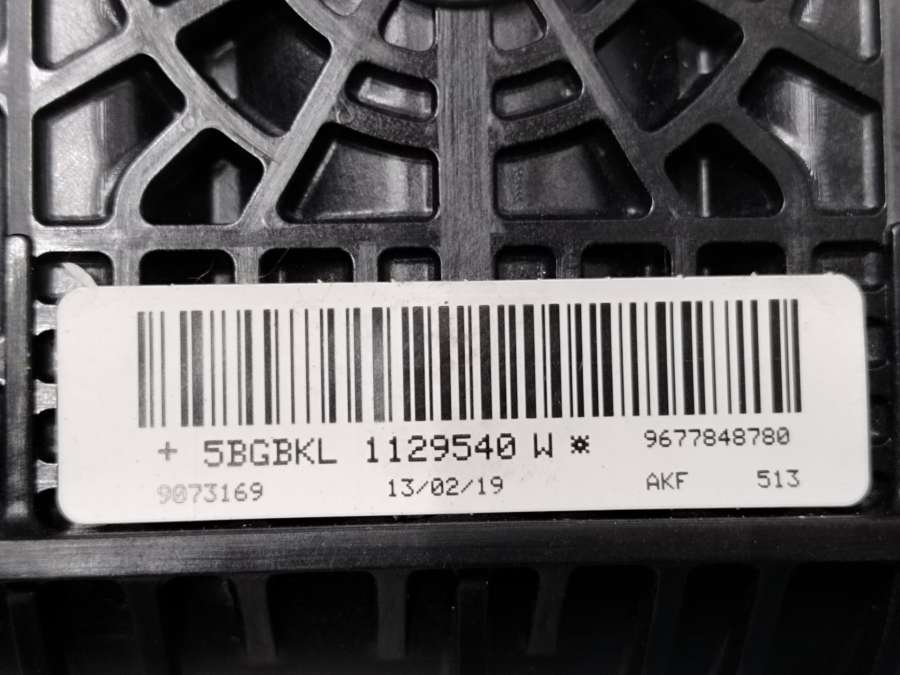 + 5BGBKL 1129540 W ※ 9677848780
9073169 13/02/19 AKF 513